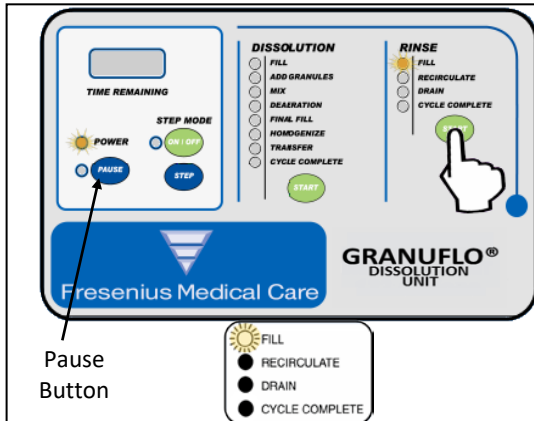 TIME REMAINING
STEP MODE
POWER
ON | OFF
PAUSE
STEP
DISSOLUTION
FILL
ADD GRANULES
MIX
DEAERATION
FINAL FILL
HOMOGENIZE
TRANSFER
CYCLE COMPLETE
START
RINSE
FILL
RECIRCULATE
DRAIN
CYCLE COMPLETE
START
Fresenius Medical Care
GRANUFLO®
DISSOLUTION
UNIT
Pause
Button
FILL
RECIRCULATE
DRAIN
CYCLE COMPLETE